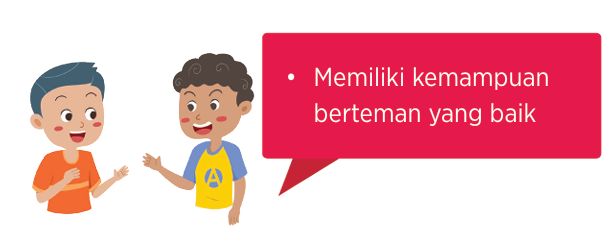 • Memiliki kemampuan
berteman yang baik
A